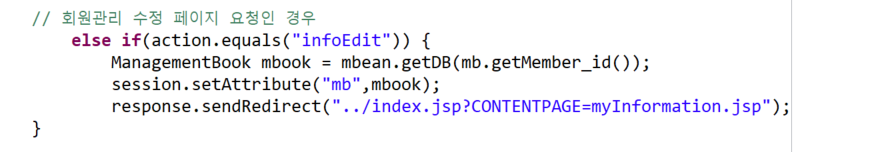 // 회원관리 수정 페이지 요청인 경우
else if(action.equals("infoEdit")) {
ManagementBook mbook = mbean.getDB(mb.getMember_id());
session.setAttribute("mb",mbook);
response.sendRedirect("../index.jsp?CONTENTPAGE=myInformation.jsp");
}